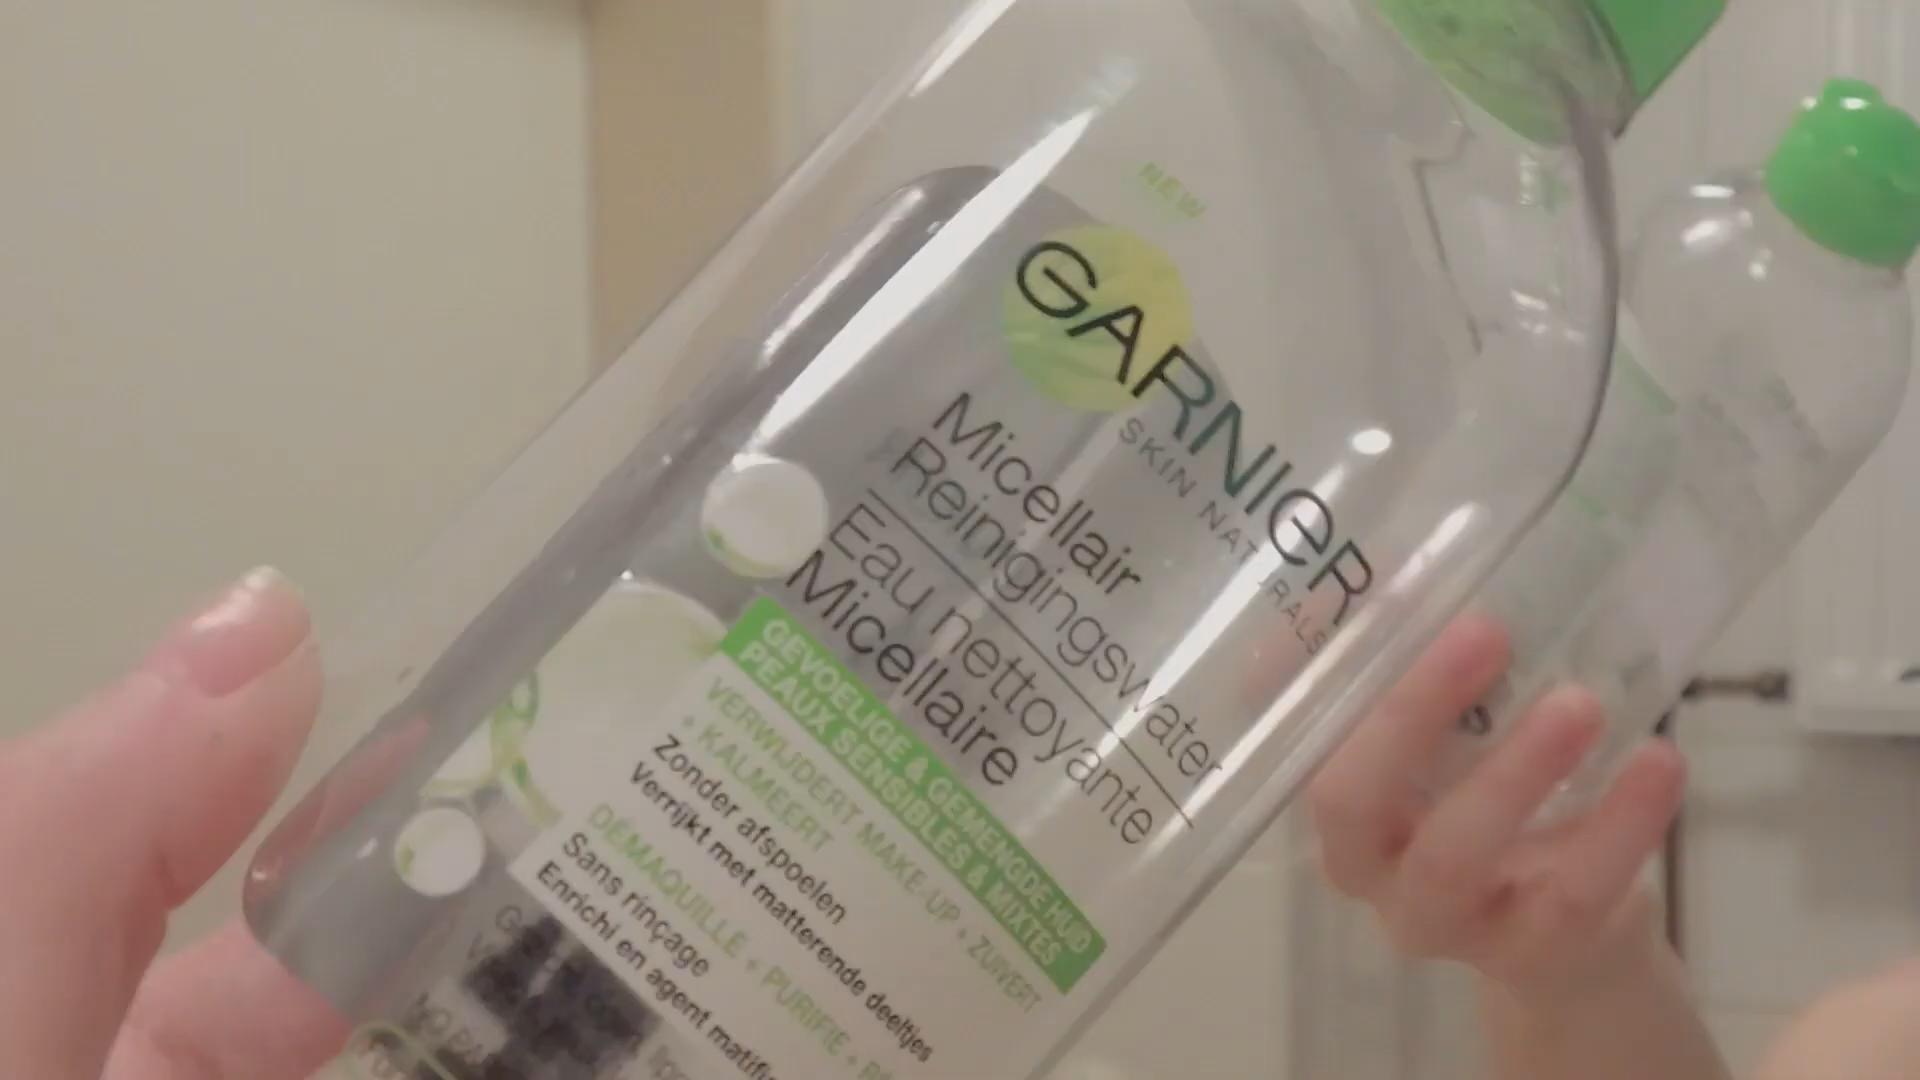 NEW
GARNIER
SKIN NATURALS
Micellair
Reinigingswater
Eau nettoyante
Micellaire
GEVOELIGE & GEMENGDE HUID
PEAUX SENSIBLES & MIXTES
VERWIJDERT MAKE-UP + ZUIVERT
+ KALMEERT
Zonder afspoelen
Verrijkt met matterende deeltjes
DÉMAQUILLE + PURIFIE +
Sans rinçage
Enrichi en agent